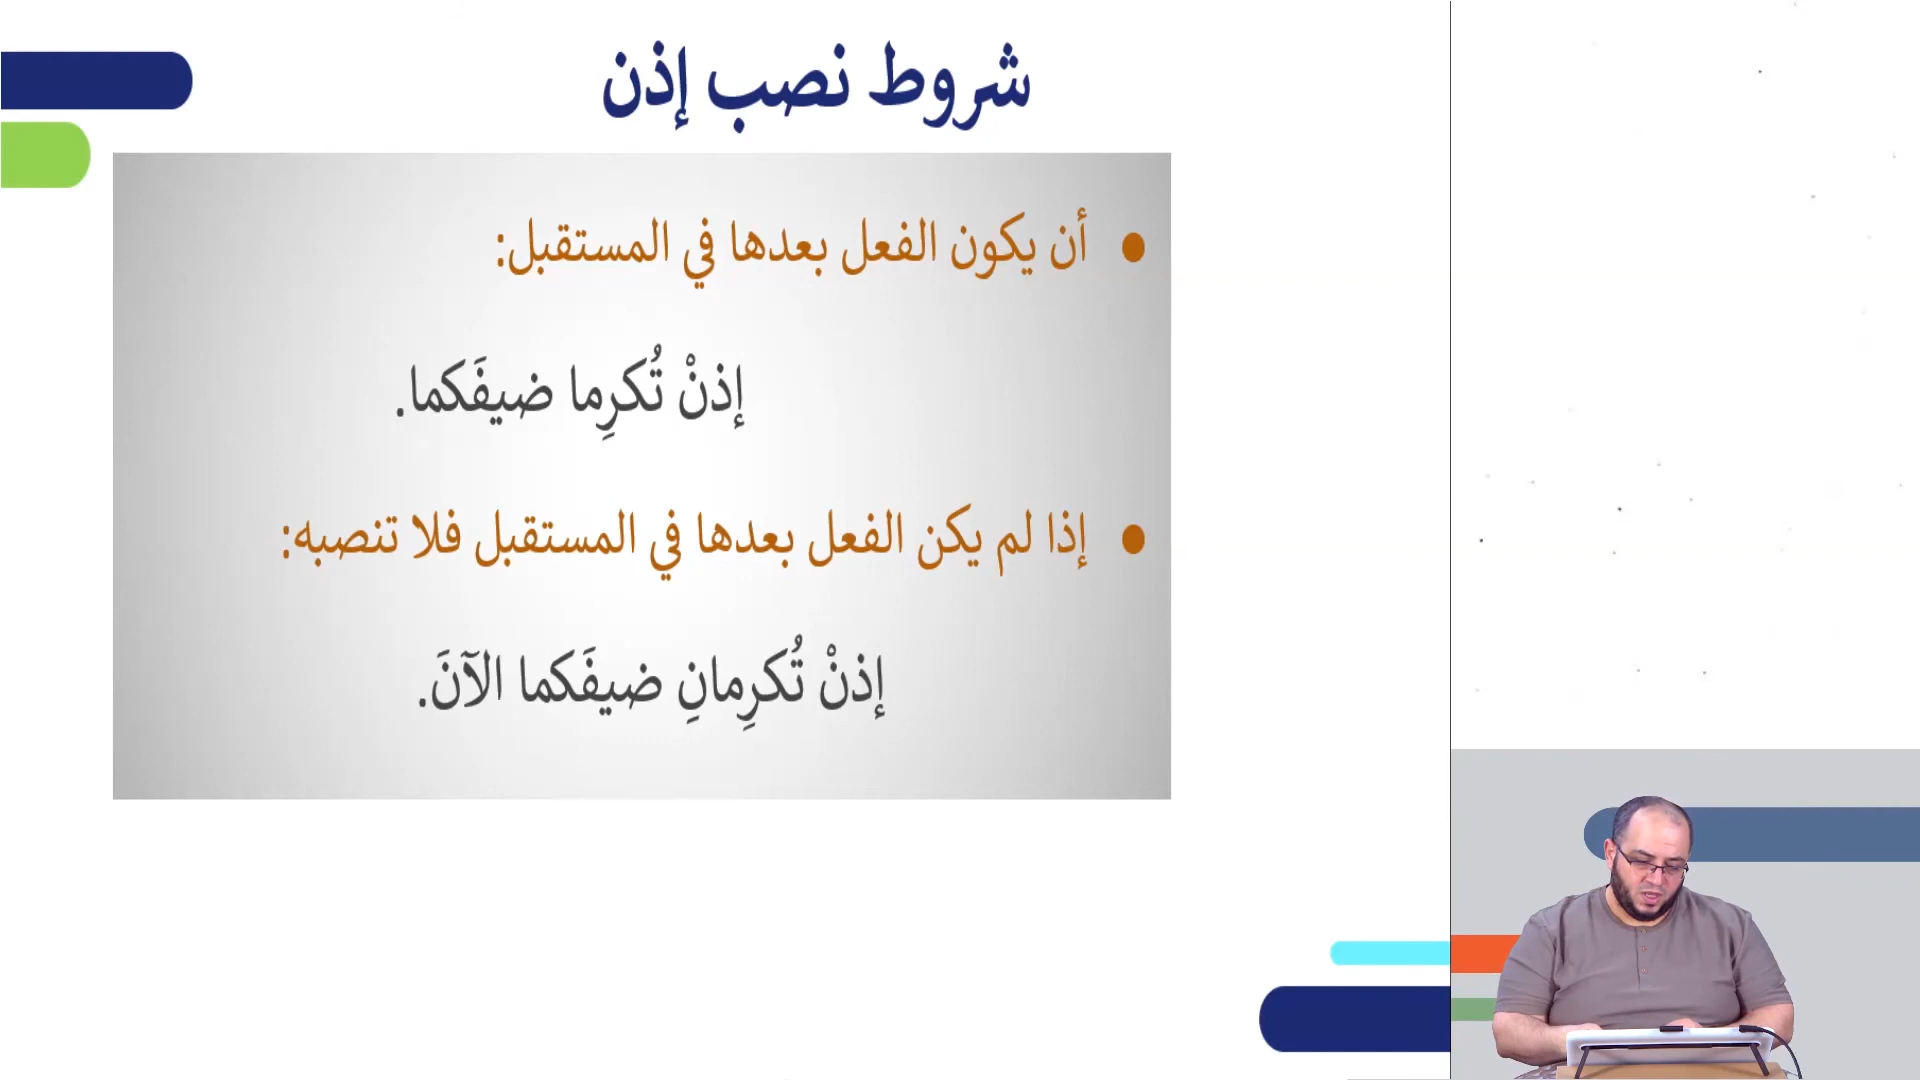 شروط نصب إذن
• أن يكون الفعل بعدها في المستقبل:
إذنْ تُكرِما ضيفَكما.
• إذا لم يكن الفعل بعدها في المستقبل فلا تنصبه:
إذنْ تُكرِمانِ ضيفَكما الآنَ.